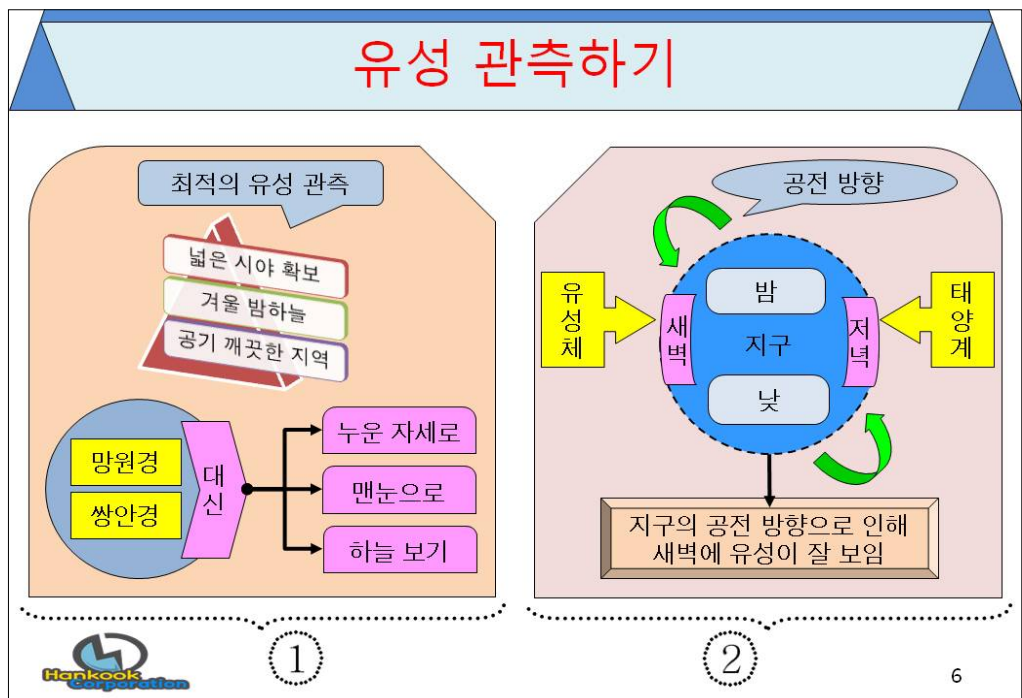 유성 관측하기
최적의 유성 관측
넓은 시야 확보
겨울 밤하늘
공기 깨끗한 지역
망원경
쌍안경
대신
누운 자세로
맨눈으로
하늘 보기
①
공전 방향
유성체
새벽
밤
지구
낮
저녁
태양계
지구의 공전 방향으로 인해
새벽에 유성이 잘 보임
②
Hankook
Corporation
6